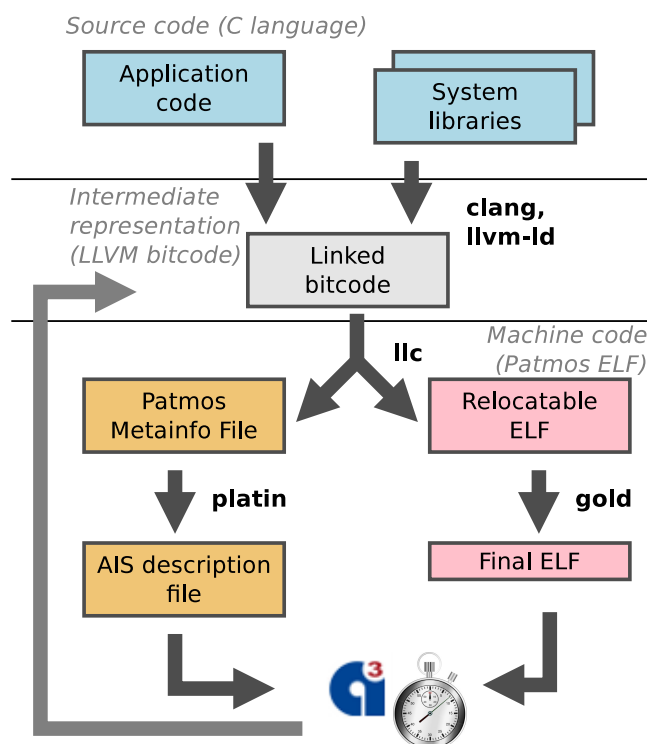 Source code (C language)
Application
code
System
libraries
Intermediate
representation
(LLVM bitcode)
clang,
llvm-ld
Linked
bitcode
Machine code
(Patmos ELF)
llc
Patmos
Metainfo File
Relocatable
ELF
platin
gold
AIS description
file
Final ELF
a3